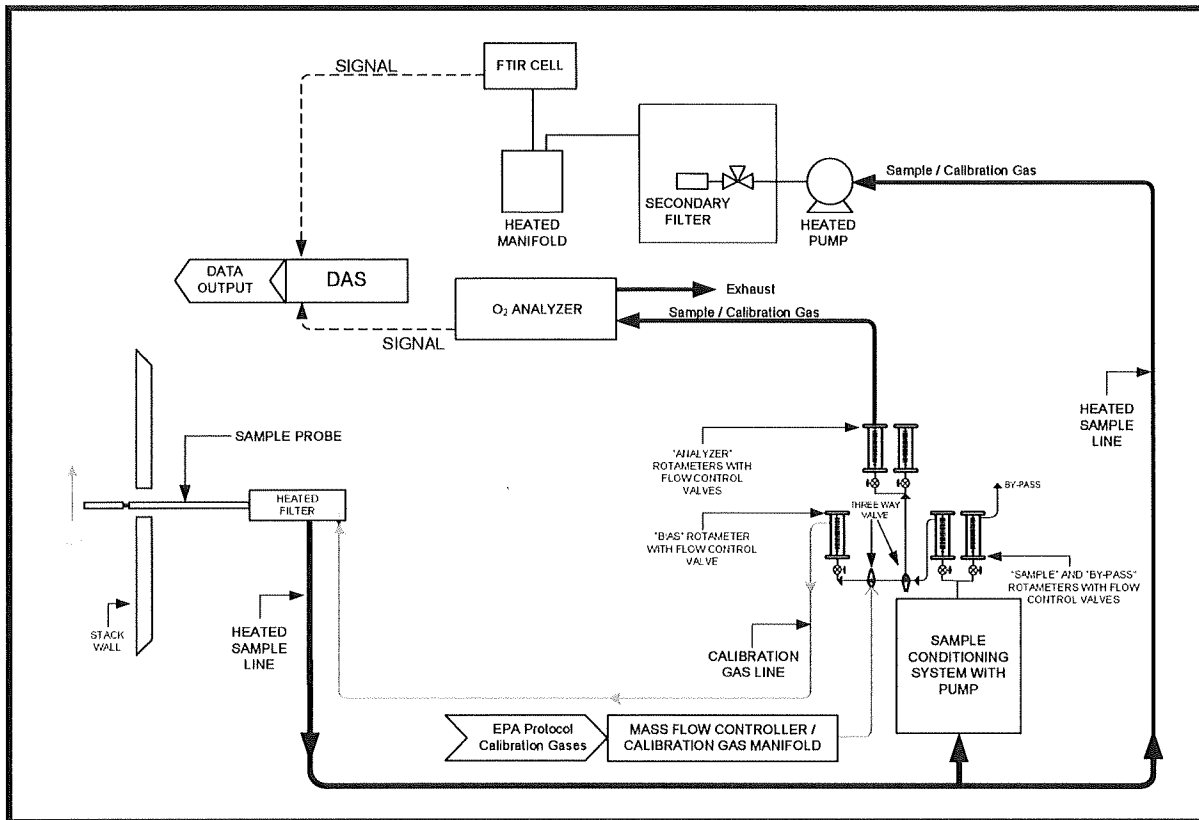 SIGNAL
FTIR CELL
Sample / Calibration Gas
SECONDARY
FILTER
HEATED
MANIFOLD
HEATED
PUMP
DATA
OUTPUT
DAS
O₂ ANALYZER
Exhaust
Sample / Calibration Gas
SIGNAL
HEATED
SAMPLE
LINE
SAMPLE PROBE
"ANALYZER"
ROTAMETERS WITH
FLOW CONTROL
VALVES
BY-PASS
HEATED
FILTER
THREE WAY
VALVE
"BIAS" ROTAMETER
WITH FLOW CONTROL
VALVE
"SAMPLE" AND "BY-PASS"
ROTAMETERS WITH FLOW
CONTROL VALVES
STACK
WALL
HEATED
SAMPLE
LINE
CALIBRATION
GAS LINE
SAMPLE
CONDITIONING
SYSTEM WITH
PUMP
EPA Protocol
Calibration Gases
MASS FLOW CONTROLLER /
CALIBRATION GAS MANIFOLD